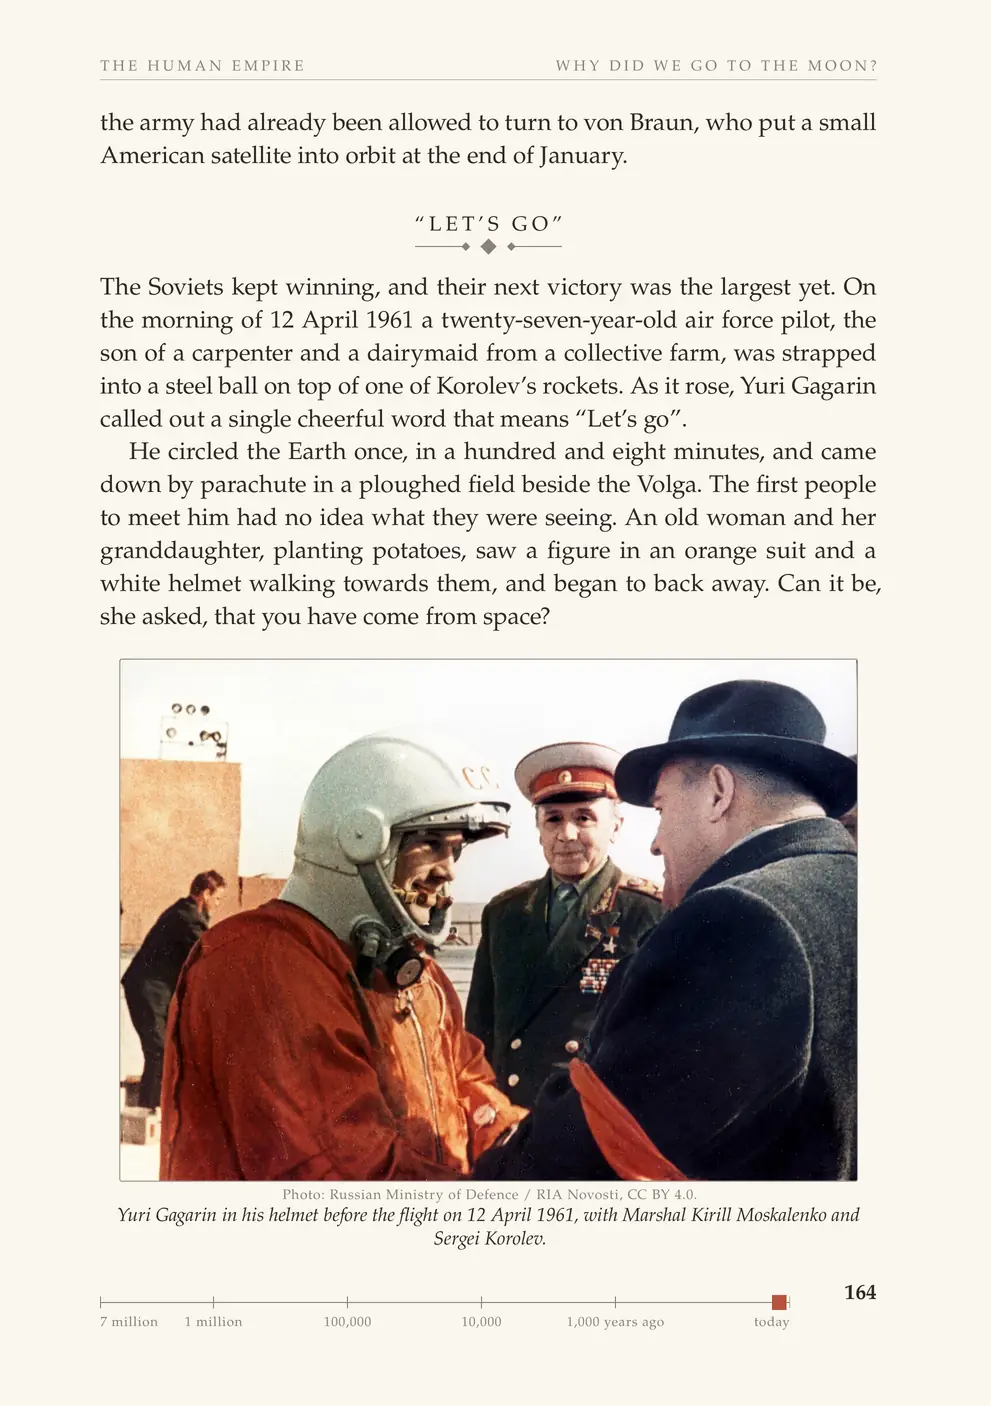 THE HUMAN EMPIRE
WHY DID WE GO TO THE MOON?
the army had already been allowed to turn to von Braun, who put a small
American satellite into orbit at the end of January.
“LET’S GO”
The Soviets kept winning, and their next victory was the largest yet. On
the morning of 12 April 1961 a twenty-seven-year-old air force pilot, the
son of a carpenter and a dairymaid from a collective farm, was strapped
into a steel ball on top of one of Korolev’s rockets. As it rose, Yuri Gagarin
called out a single cheerful word that means “Let’s go”.
He circled the Earth once, in a hundred and eight minutes, and came
down by parachute in a ploughed field beside the Volga. The first people
to meet him had no idea what they were seeing. An old woman and her
granddaughter, planting potatoes, saw a figure in an orange suit and a
white helmet walking towards them, and began to back away. Can it be,
she asked, that you have come from space?
Photo: Russian Ministry of Defence / RIA Novosti, CC BY 4.0.
Yuri Gagarin in his helmet before the flight on 12 April 1961, with Marshal Kirill Moskalenko and
Sergei Korolev.
164
7 million 1 million 100,000 10,000 1,000 years ago today